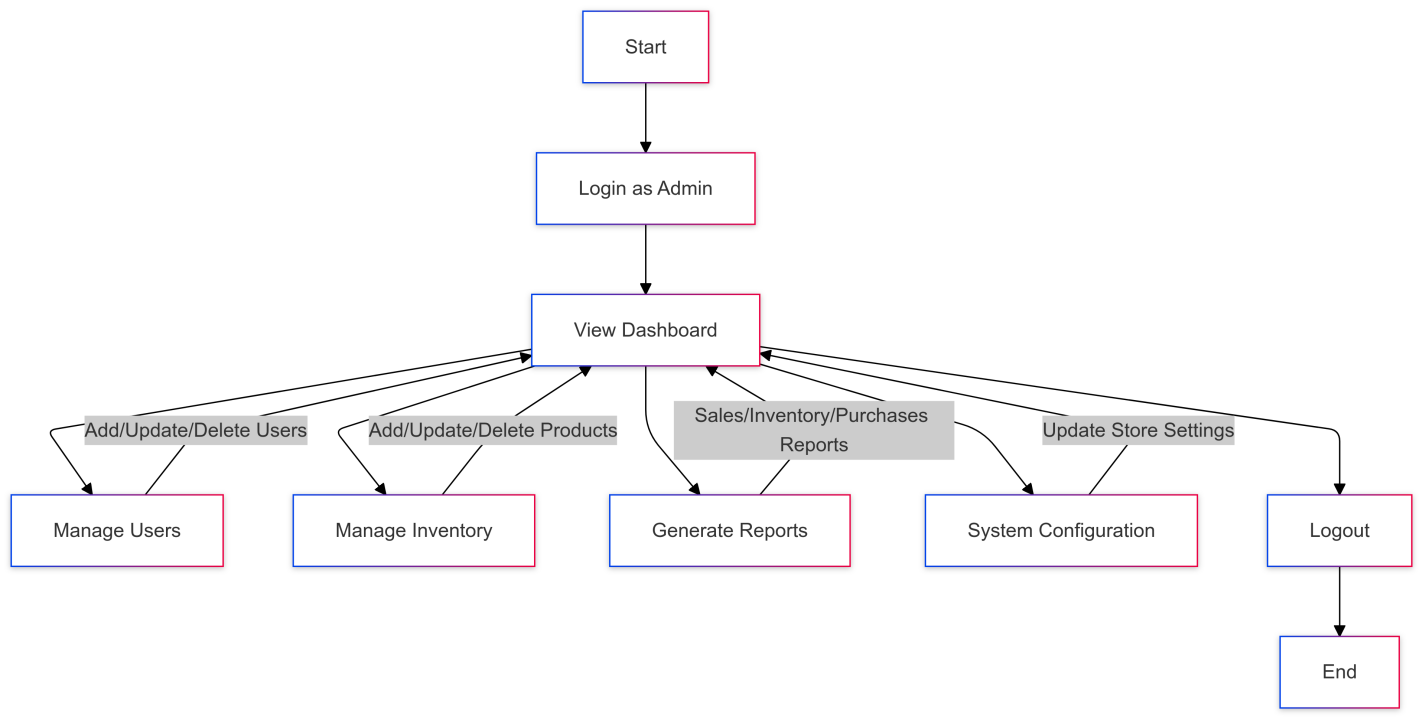 Start
Login as Admin
View Dashboard
Add/Update/Delete Users
Add/Update/Delete Products
Sales/Inventory/Purchases
Reports
Update Store Settings
Manage Users
Manage Inventory
Generate Reports
System Configuration
Logout
End